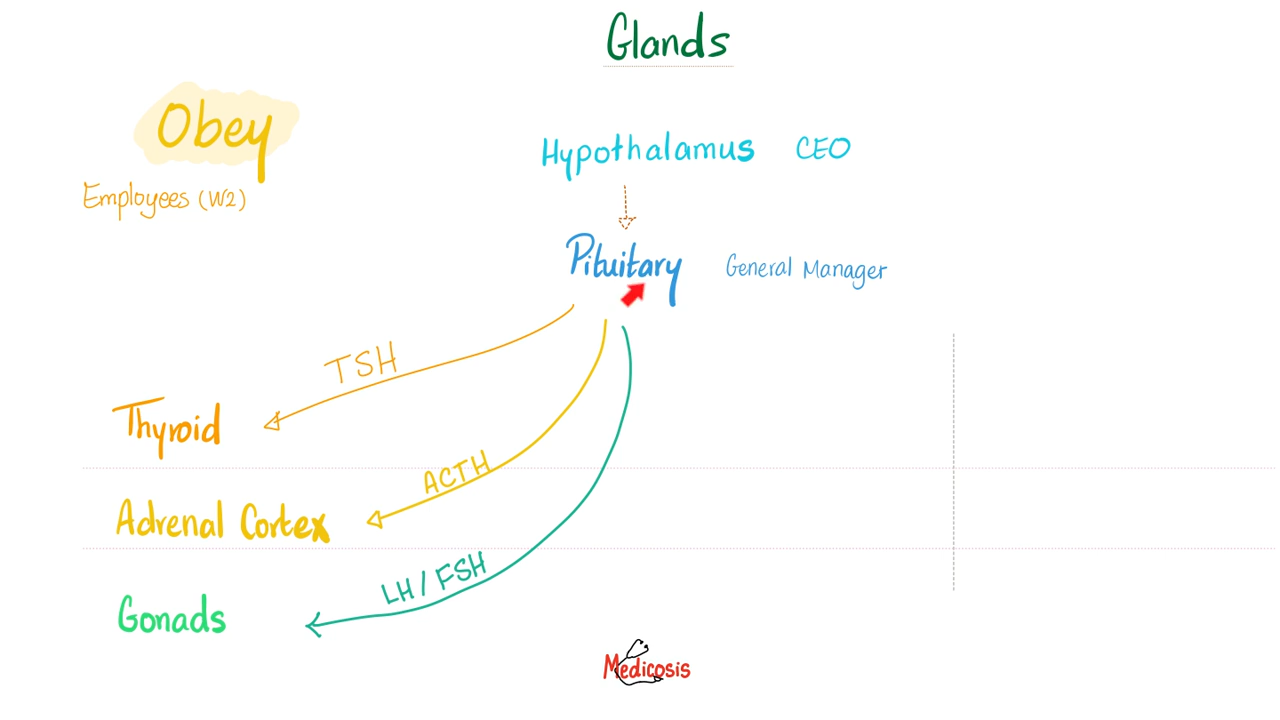 Glands
Obey
Hypothalamus CEO
Employees (W2)
Pituitary General Manager
TSH
Thyroid
ACTH
Adrenal Cortex
LH / FSH
Gonads
Medicosis